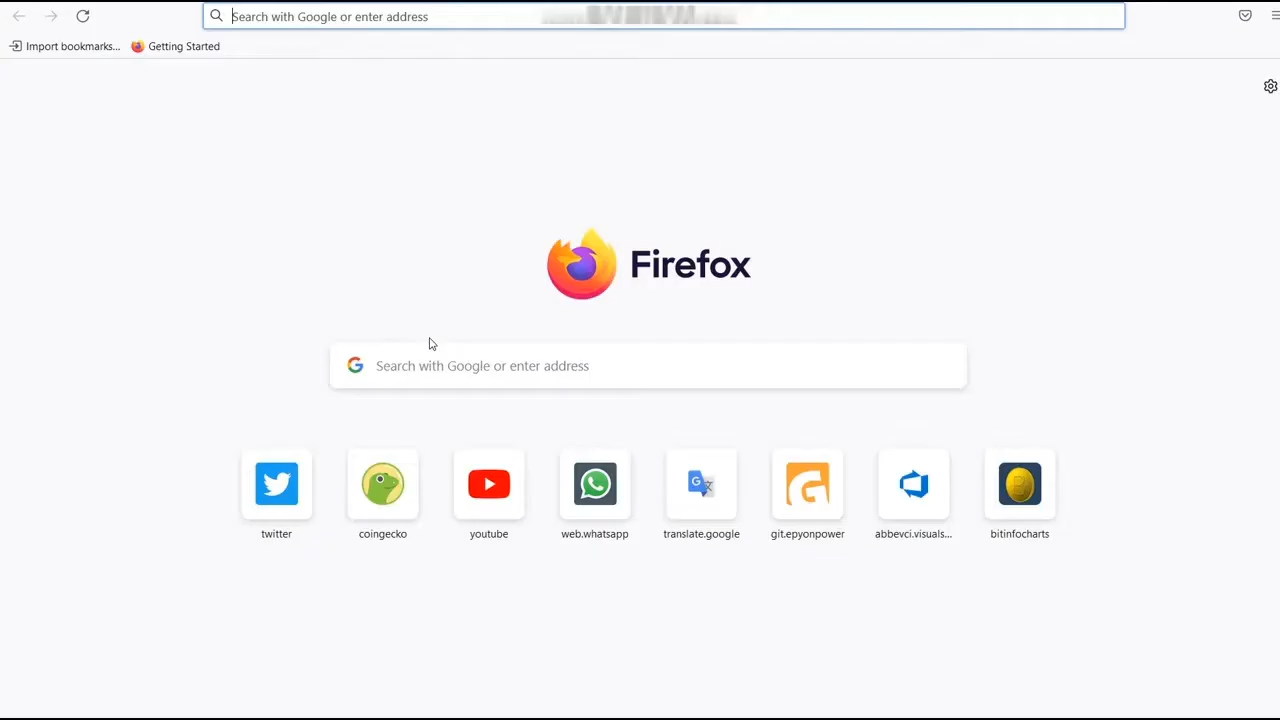 Search with Google or enter address
Import bookmarks...
Getting Started
Firefox
Search with Google or enter address
twitter
coingecko
youtube
web.whatsapp
translate.google
git.epyonpower
abbevci.visuals...
bitinfocharts